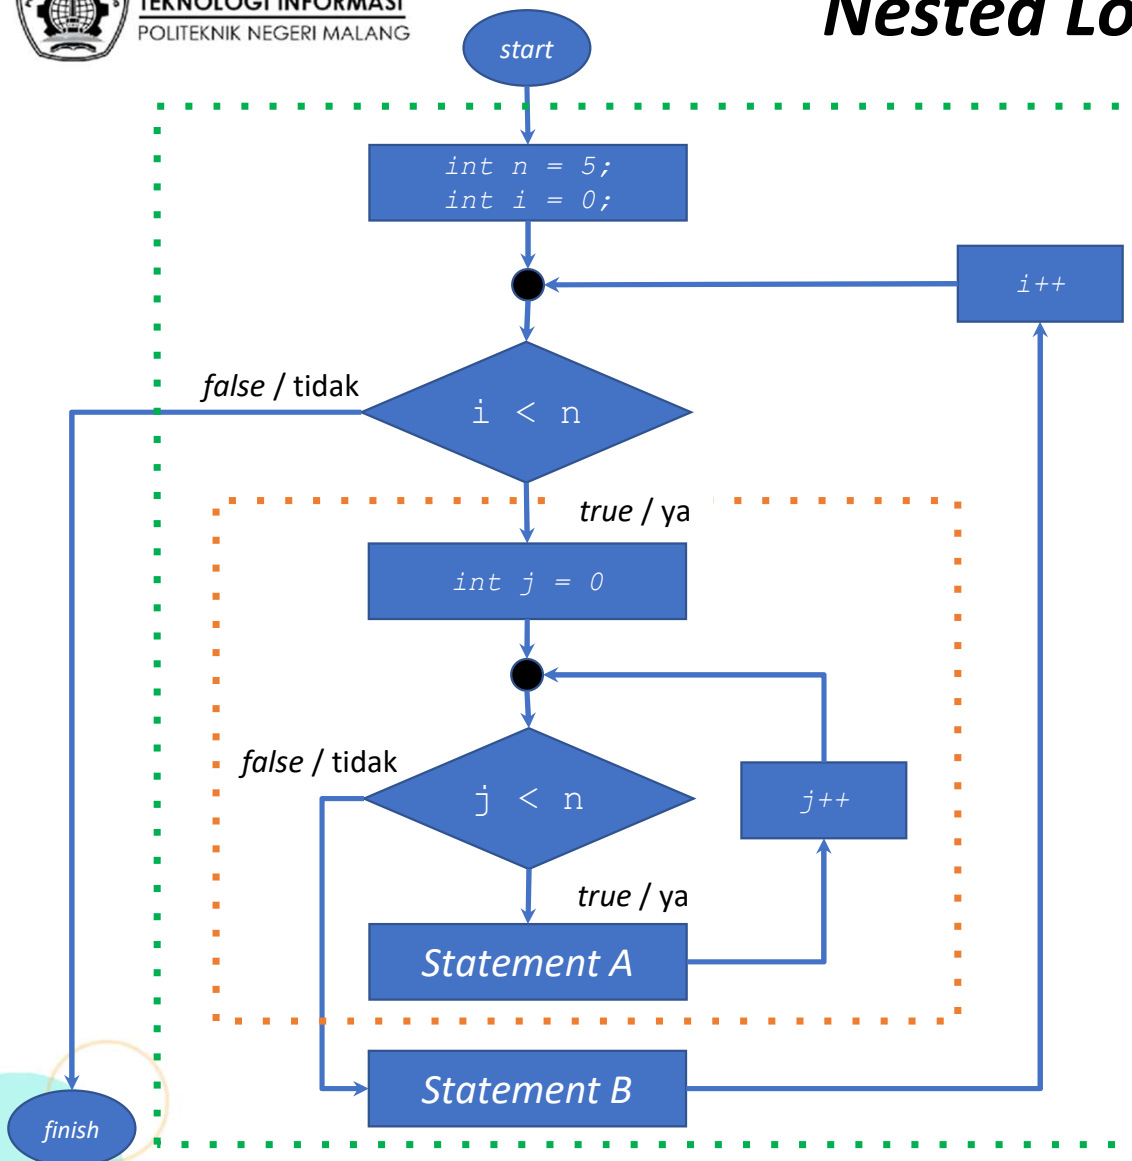 TEKNOLOGI INFORMASI
POLITEKNIK NEGERI MALANG
Nested Lo
start
int n = 5;
int i = 0;
i++
false / tidak
i < n
true / ya
int j = 0
false / tidak
j < n
j++
true / ya
Statement A
Statement B
finish